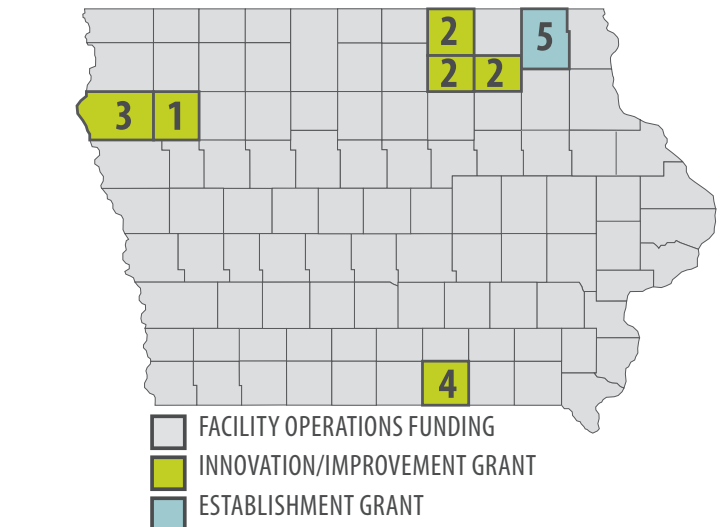 2
5
2 2
3 1
4
FACILITY OPERATIONS FUNDING
INNOVATION/IMPROVEMENT GRANT
ESTABLISHMENT GRANT